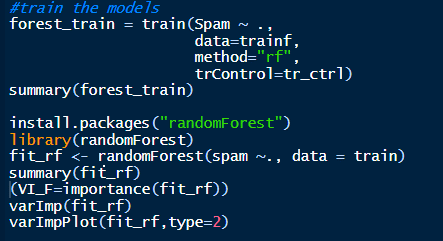 #train the models
forest_train = train(Spam ~ .,
data=trainf,
method="rf",
trControl=tr_ctrl)
summary(forest_train)
install.packages("randomForest")
library(randomForest)
fit_rf <- randomForest(spam ~., data = train)
summary(fit_rf)
(VI_F=importance(fit_rf))
varImp(fit_rf)
varImpPlot(fit_rf,type=2)